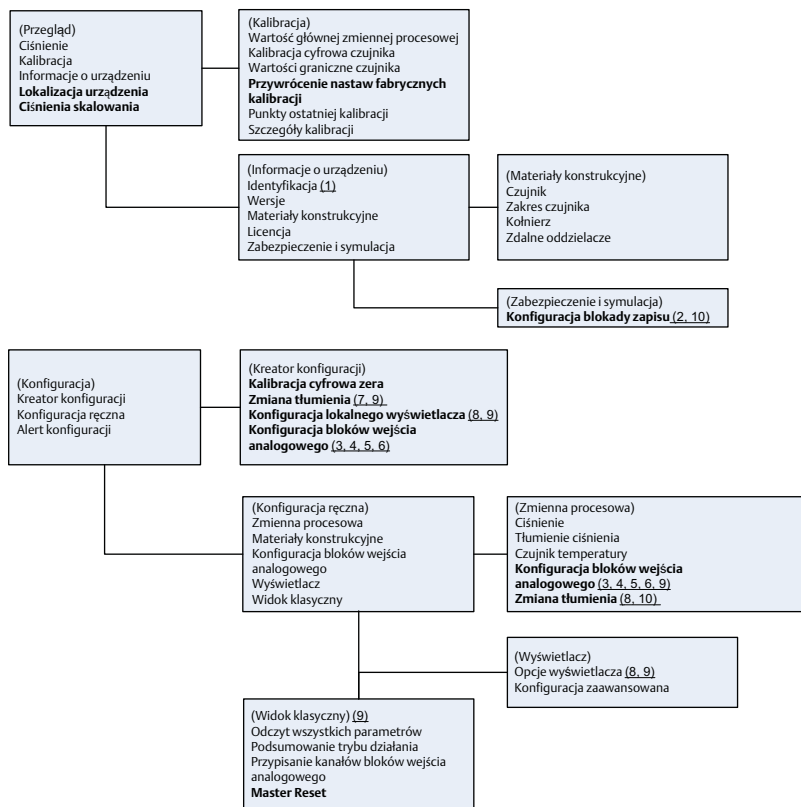 (Przegląd)
Ciśnienie
Kalibracja
Informacje o urządzeniu
Lokalizacja urządzenia
Ciśnienia skalowania
(Kalibracja)
Wartość głównej zmiennej procesowej
Kalibracja cyfrowa czujnika
Wartości graniczne czujnika
Przywrócenie nastaw fabrycznych
kalibracji
Punkty ostatniej kalibracji
Szczegóły kalibracji
(Informacje o urządzeniu)
Identyfikacja (1)
Wersje
Materiały konstrukcyjne
Licencja
Zabezpieczenie i symulacja
(Materiały konstrukcyjne)
Czujnik
Zakres czujnika
Kołnierz
Zdalne oddzielacze
(Zabezpieczenie i symulacja)
Konfiguracja blokady zapisu (2, 10)
(Konfiguracja)
Kreator konfiguracji
Konfiguracja ręczna
Alert konfiguracji
(Kreator konfiguracji)
Kalibracja cyfrowa zera
Zmiana tłumienia (7, 9)
Konfiguracja lokalnego wyświetlacza (8, 9)
Konfiguracja bloków wejścia
analogowego (3, 4, 5, 6)
(Konfiguracja ręczna)
Zmienna procesowa
Materiały konstrukcyjne
Konfiguracja bloków wejścia
analogowego
Wyświetlacz
Widok klasyczny
(Zmienna procesowa)
Ciśnienie
Tłumienie ciśnienia
Czujnik temperatury
Konfiguracja bloków wejścia
analogowego (3, 4, 5, 6, 9)
Zmiana tłumienia (8, 10)
(Wyświetlacz)
Opcje wyświetlacza (8, 9)
Konfiguracja zaawansowana
(Widok klasyczny) (9)
Odczyt wszystkich parametrów
Podsumowanie trybu działania
Przypisanie kanałów bloków wejścia
analogowego
Master Reset